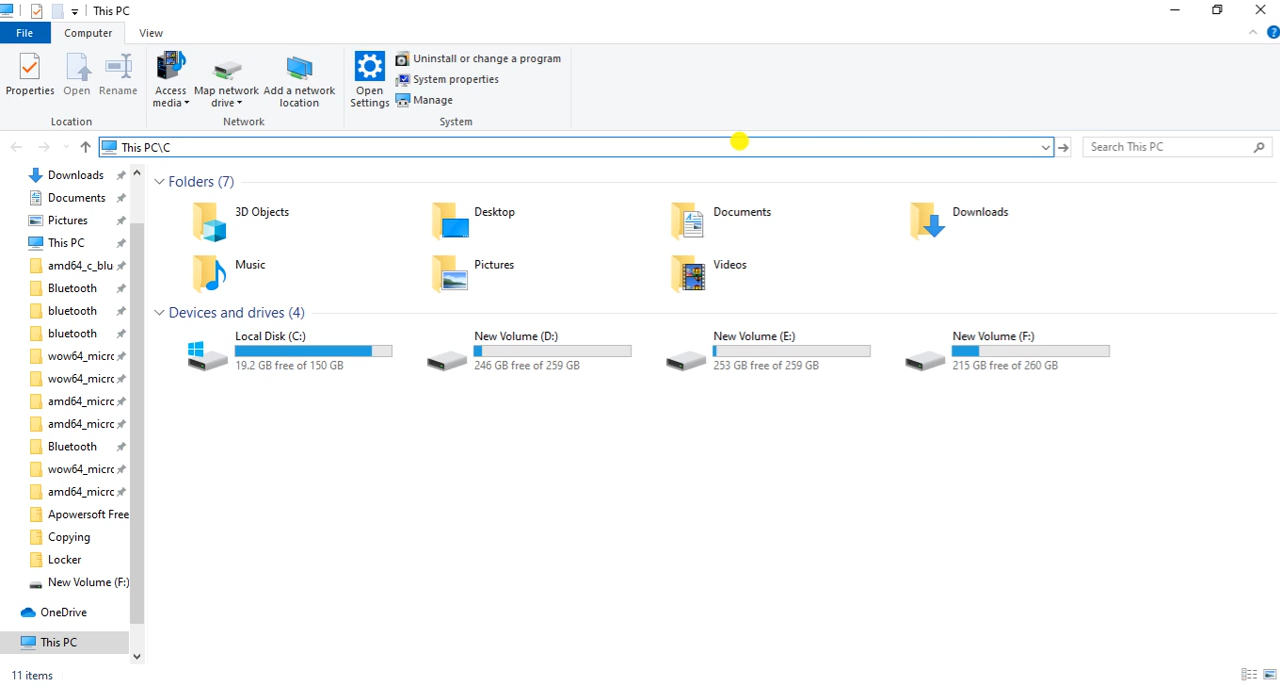 This PC
File Computer View
Properties Open Rename Access media Map network drive Add a network location Open Settings Uninstall or change a program
System properties
Manage
Location Network System
This PC\C Search This PC
Downloads
Documents
Pictures
This PC
amd64_c_blu
Bluetooth
bluetooth
bluetooth
wow64_micro
wow64_micro
amd64_micro
amd64_micro
Bluetooth
wow64_micro
amd64_micro
Apowersoft Free
Copying
Locker
New Volume (F:)
OneDrive
This PC
Folders (7)
3D Objects Desktop Documents Downloads
Music Pictures Videos
Devices and drives (4)
Local Disk (C:) New Volume (D:) New Volume (E:) New Volume (F:)
19.2 GB free of 150 GB 246 GB free of 259 GB 253 GB free of 259 GB 215 GB free of 260 GB
11 items